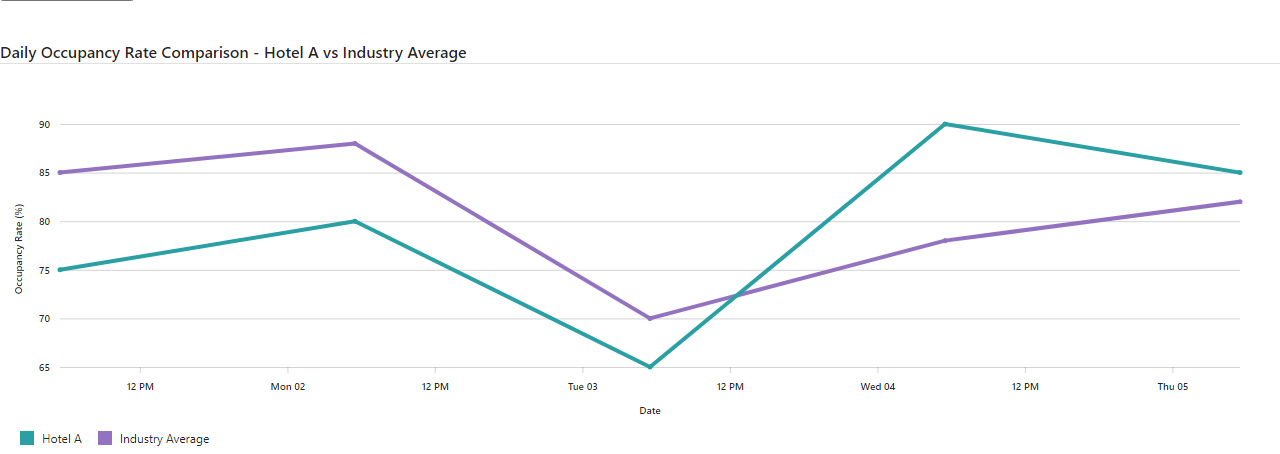 Daily Occupancy Rate Comparison - Hotel A vs Industry Average
90
85
80
75
70
65
Occupancy Rate (%)
12 PM Mon 02 12 PM Tue 03 12 PM Wed 04 12 PM Thu 05
Date
Hotel A Industry Average